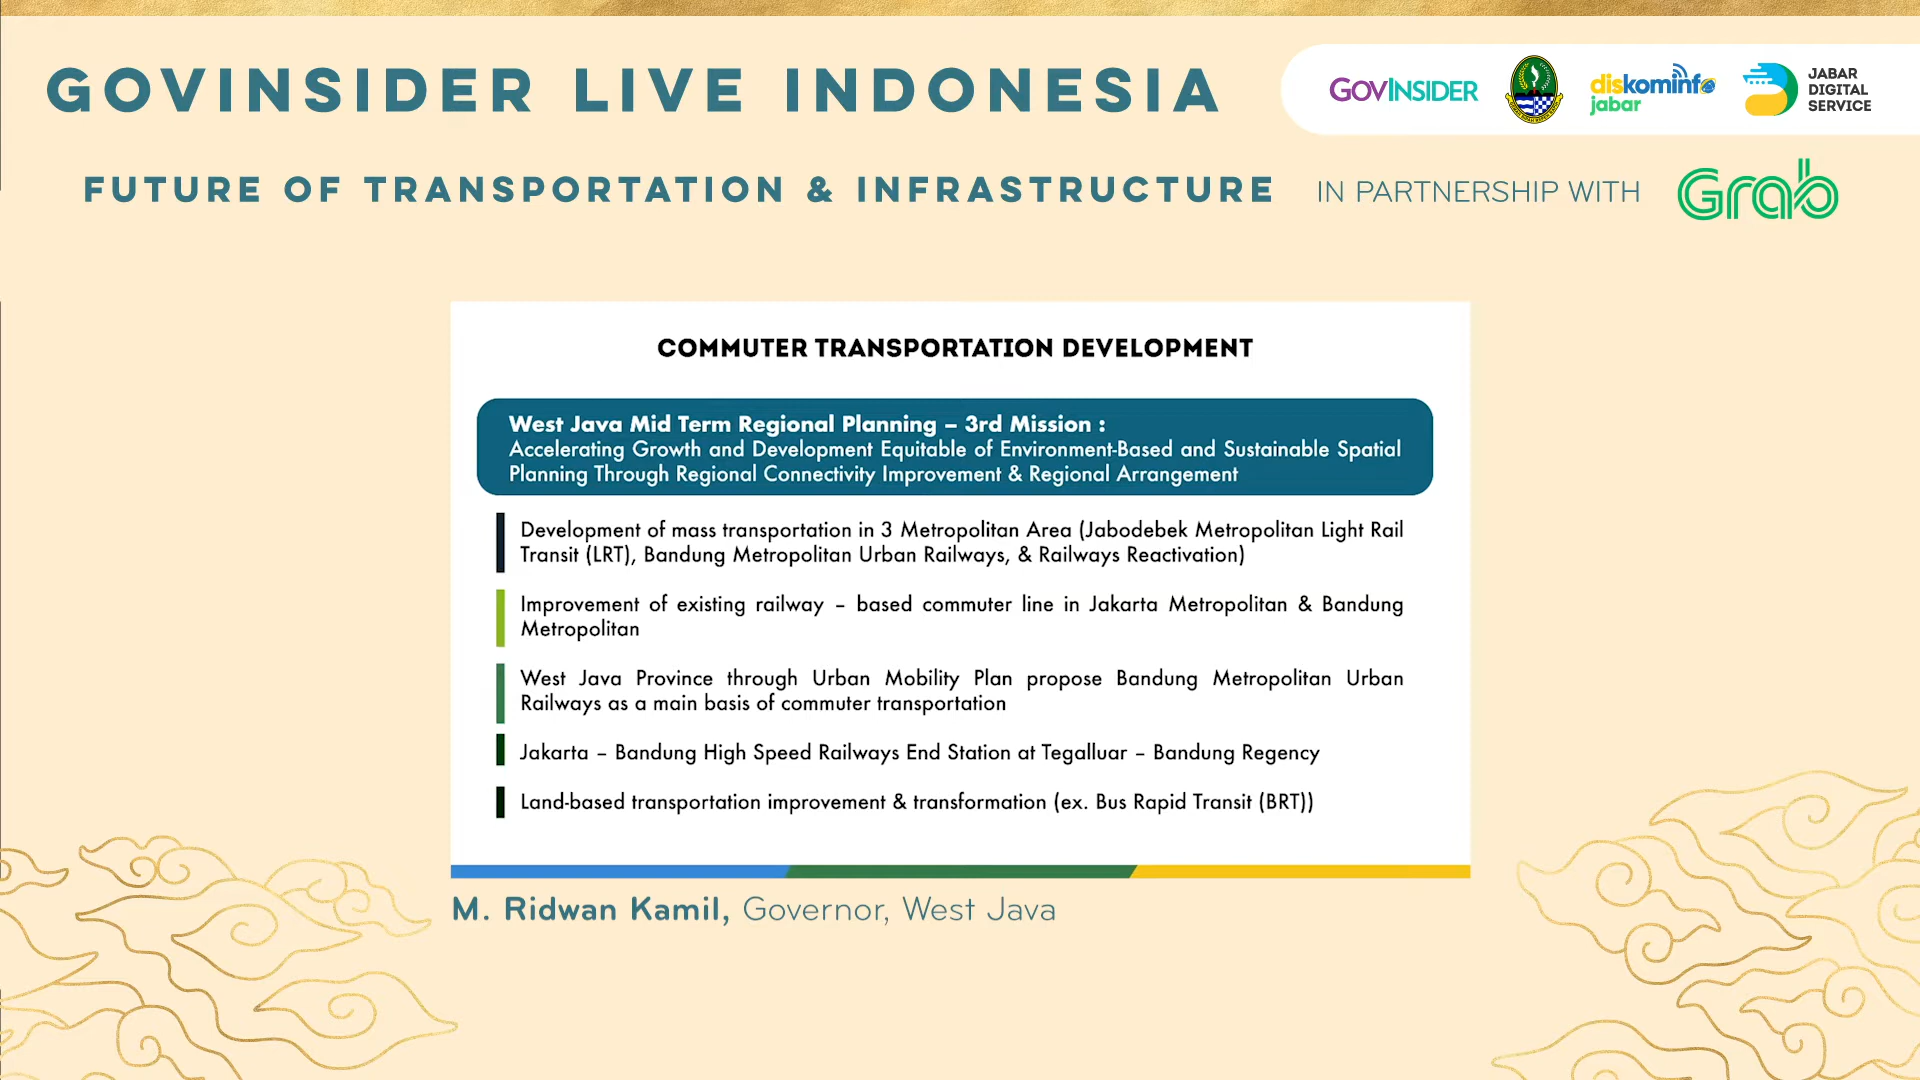 GOVINSIDER LIVE INDONESIA
GOVINSIDER
diskominfo
jabar
JABAR
DIGITAL
SERVICE
FUTURE OF TRANSPORTATION & INFRASTRUCTURE IN PARTNERSHIP WITH Grab
COMMUTER TRANSPORTATION DEVELOPMENT
West Java Mid Term Regional Planning – 3rd Mission :
Accelerating Growth and Development Equitable of Environment-Based and Sustainable Spatial
Planning Through Regional Connectivity Improvement & Regional Arrangement
Development of mass transportation in 3 Metropolitan Area (Jabodebek Metropolitan Light Rail
Transit (LRT), Bandung Metropolitan Urban Railways, & Railways Reactivation)
Improvement of existing railway – based commuter line in Jakarta Metropolitan & Bandung
Metropolitan
West Java Province through Urban Mobility Plan propose Bandung Metropolitan Urban
Railways as a main basis of commuter transportation
Jakarta – Bandung High Speed Railways End Station at Tegalluar – Bandung Regency
Land-based transportation improvement & transformation (ex. Bus Rapid Transit (BRT))
M. Ridwan Kamil, Governor, West Java